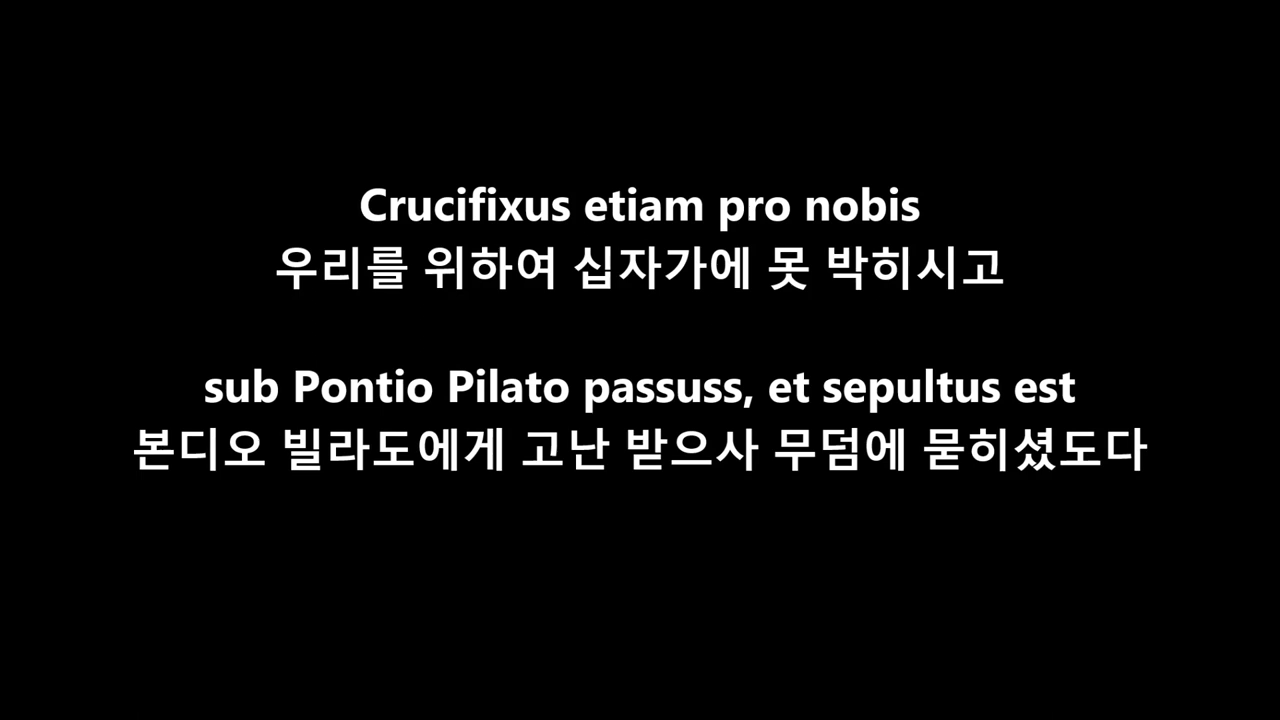 Crucifixus etiam pro nobis
우리를 위하여 십자가에 못 박히시고
sub Pontio Pilato passuss, et sepultus est
본디오 빌라도에게 고난 받으사 무덤에 묻히셨도다